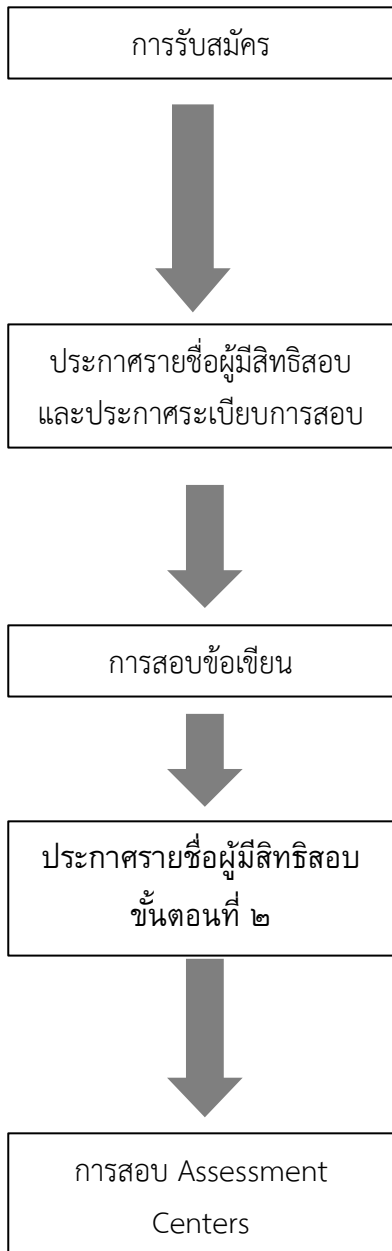 การรับสมัคร
ประกาศรายชื่อผู้มีสิทธิสอบ
และประกาศระเบียบการสอบ
การสอบข้อเขียน
ประกาศรายชื่อผู้มีสิทธิสอบ
ขั้นตอนที่ ๒
การสอบ Assessment
Centers